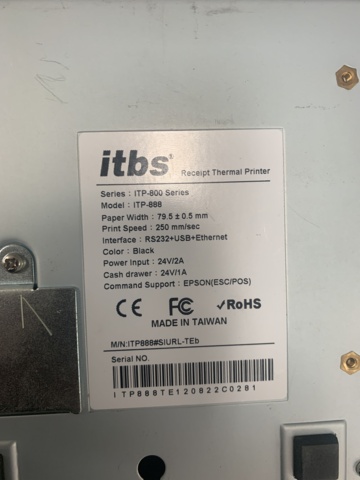 itbs® Receipt Thermal Printer
Series : ITP-800 Series
Model : ITP-888
Paper Width : 79.5 ± 0.5 mm
Print Speed : 250 mm/sec
Interface : RS232+USB+Ethernet
Color : Black
Power Input : 24V/2A
Cash drawer : 24V/1A
Command Support : EPSON(ESC/POS)
CE FC ✓RoHS
MADE IN TAIWAN
M/N:ITP888#SIURL-TEb
Serial NO.
ITP888TE120822C0281